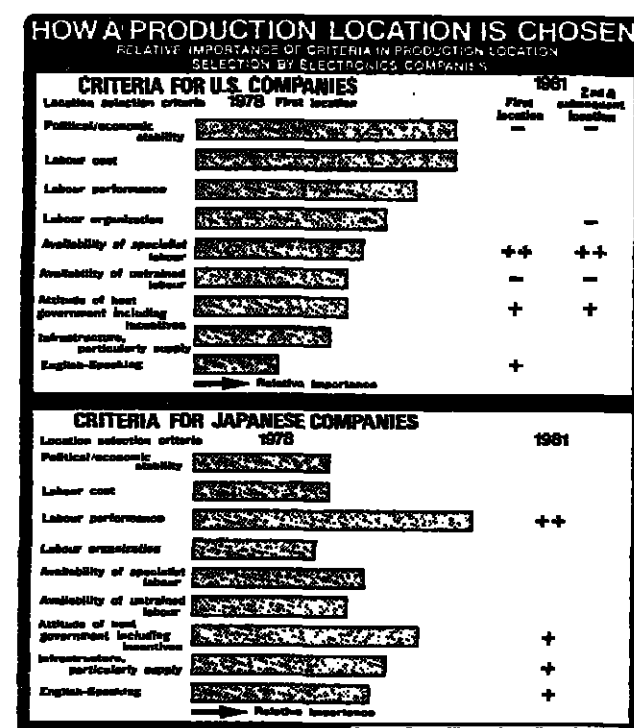 HOW A PRODUCTION LOCATION IS CHOSEN
RELATIVE IMPORTANCE OF CRITERIA IN PRODUCTION LOCATION
SELECTION BY ELECTRONICS COMPANIES
CRITERIA FOR U.S. COMPANIES
Location selection criteria 1978 First location
1981
First location
2nd & subsequent location
Political/economic stability - -
Labour cost
Labour performance
Labour organization -
Availability of specialist labour ++ ++
Availability of untrained labour - -
Attitude of host
government including
incentives + +
Infrastructure,
particularly supply
English-Speaking +
Relative Importance
CRITERIA FOR JAPANESE COMPANIES
Location selection criteria 1978 1981
Political/economic
stability
Labour cost
Labour performance ++
Labour organization
Availability of specialist
labour
Availability of untrained
labour
Attitude of host
government including
incentives +
Infrastructure,
particularly supply +
English-Speaking +
Relative Importance